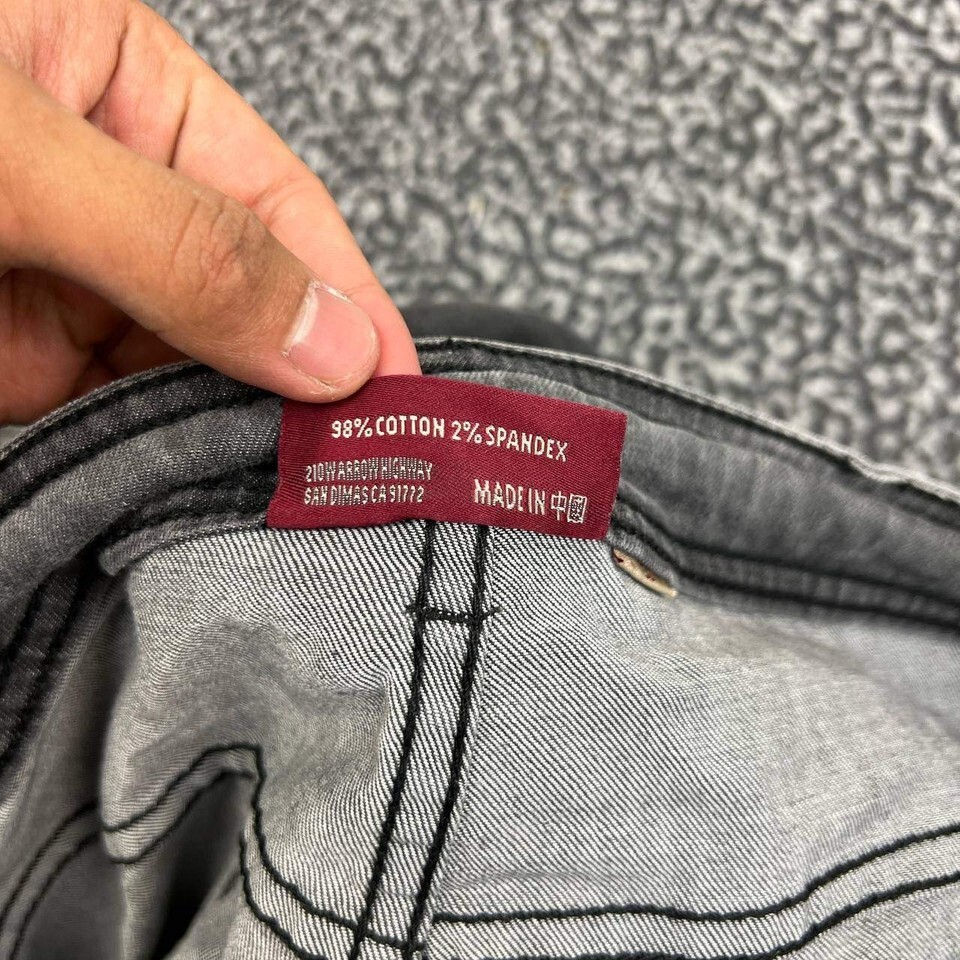 98% COTTON 2% SPANDEX
210 W ARROW HIGHWAY
SAN DIMAS CA 91772
MADE IN 中國